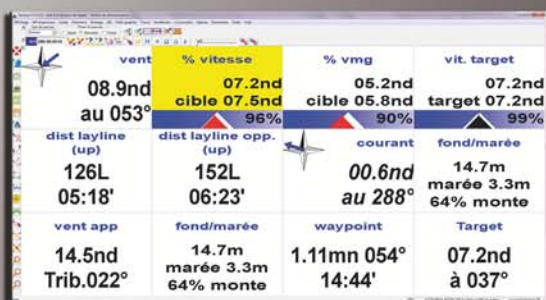 vent
08.9nd
au 053°
% vitesse
07.2nd
cible 07.5nd
96%
% vmg
05.2nd
cible 05.8nd
90%
vit. target
07.2nd
target 07.2nd
99%
dist layline
(up)
126L
05:18'
dist layline opp.
(up)
152L
06:23'
courant
00.6nd
au 288°
fond/marée
14.7m
marée 3.3m
64% monte
vent app
14.5nd
Trib.022°
fond/marée
14.7m
marée 3.3m
64% monte
waypoint
1.11mn 054°
14:44'
Target
07.2nd
à 037°